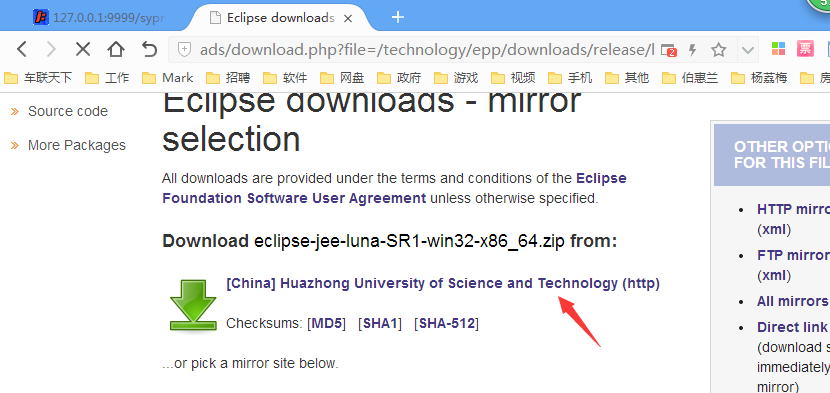 127.0.0.1:9999/sypr
Eclipse downloads
ads/download.php?file=/technology/epp/downloads/release/l
车联天下 工作 Mark 招聘 软件 网盘 政府 游戏 视频 手机 其他 伯惠兰 杨荔梅 房
Source code
More Packages
Eclipse downloads - mirror
selection
All downloads are provided under the terms and conditions of the Eclipse
Foundation Software User Agreement unless otherwise specified.
Download eclipse-jee-luna-SR1-win32-x86_64.zip from:
[China] Huazhong University of Science and Technology (http)
Checksums: [MD5] [SHA1] [SHA-512]
...or pick a mirror site below.
OTHER OPTI
FOR THIS FIL
HTTP mirro
(xml)
FTP mirror
(xml)
All mirrors
Direct link
(download s
immediately
mirror)